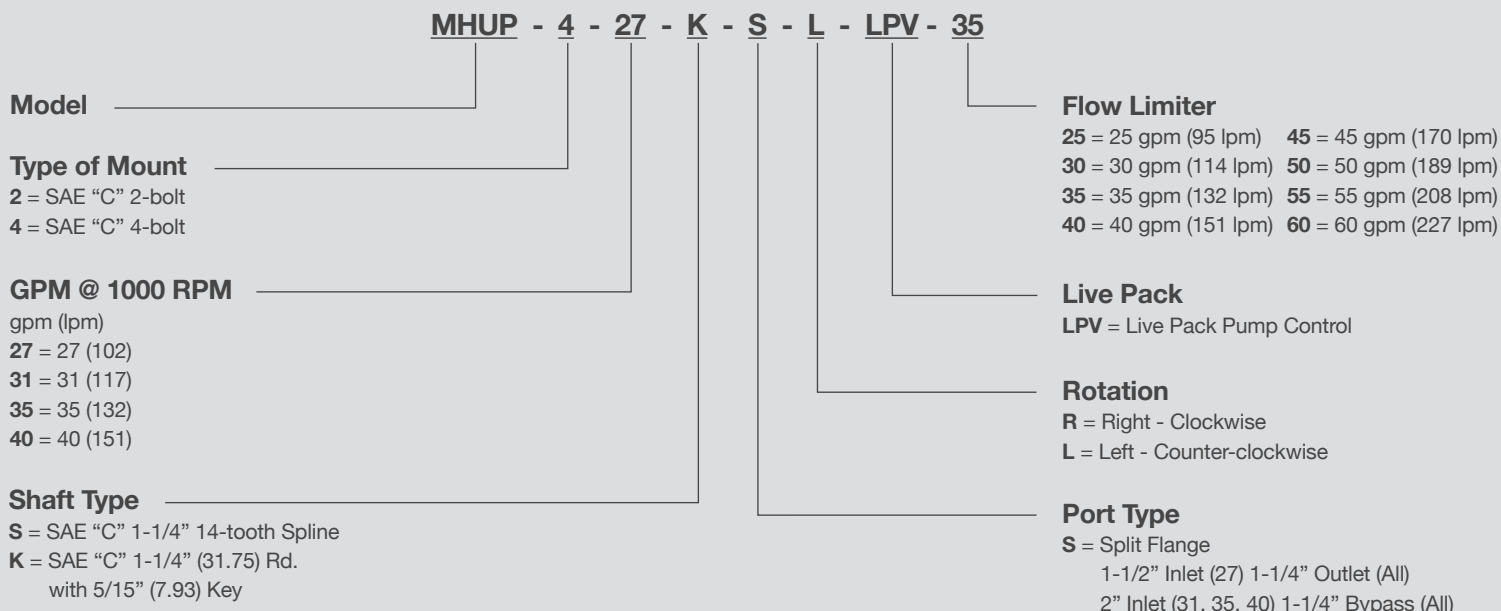 MHUP - 4 - 27 - K - S - L - LPV - 35
Model
Type of Mount
2 = SAE “C” 2-bolt
4 = SAE “C” 4-bolt
GPM @ 1000 RPM
gpm (lpm)
27 = 27 (102)
31 = 31 (117)
35 = 35 (132)
40 = 40 (151)
Shaft Type
S = SAE “C” 1-1/4” 14-tooth Spline
K = SAE “C” 1-1/4” (31.75) Rd.
with 5/15” (7.93) Key
Flow Limiter
25 = 25 gpm (95 lpm) 45 = 45 gpm (170 lpm)
30 = 30 gpm (114 lpm) 50 = 50 gpm (189 lpm)
35 = 35 gpm (132 lpm) 55 = 55 gpm (208 lpm)
40 = 40 gpm (151 lpm) 60 = 60 gpm (227 lpm)
Live Pack
LPV = Live Pack Pump Control
Rotation
R = Right - Clockwise
L = Left - Counter-clockwise
Port Type
S = Split Flange
1-1/2” Inlet (27) 1-1/4” Outlet (All)
2” Inlet (31, 35, 40) 1-1/4” Bypass (All)